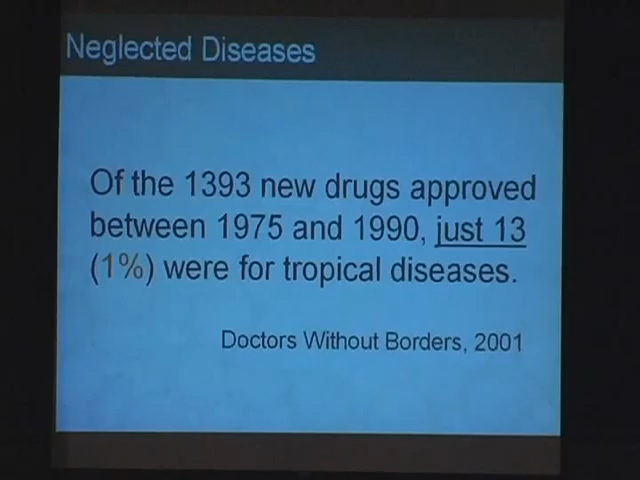 Neglected Diseases
Of the 1393 new drugs approved
between 1975 and 1990, just 13
(1%) were for tropical diseases.
Doctors Without Borders, 2001